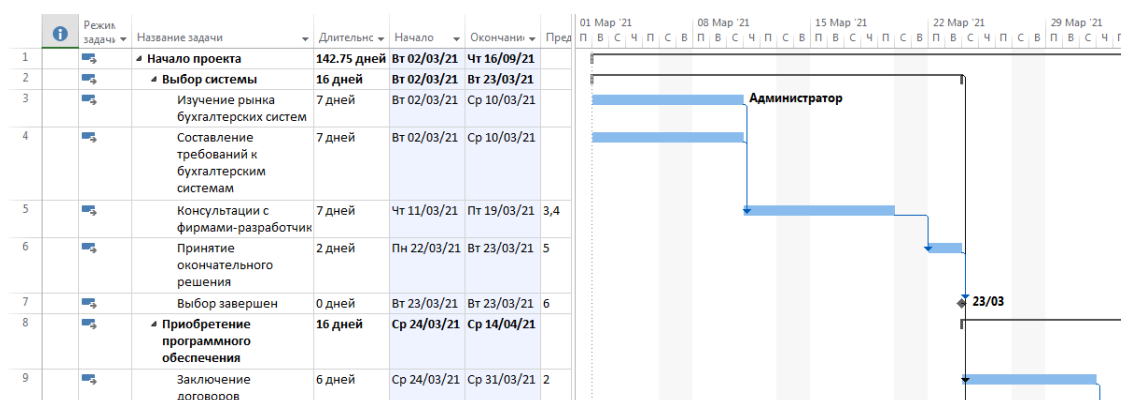 Режим задачи Название задачи Длительнс Начало Окончани Пред
01 Мар '21 08 Мар '21 15 Мар '21 22 Мар '21 29 Мар '21
П В С Ч П С В П В С Ч П С В П В С Ч П С В П В С Ч П С В П В С Ч П
1 Начало проекта 142.75 дней Вт 02/03/21 Чт 16/09/21
2 Выбор системы 16 дней Вт 02/03/21 Вт 23/03/21
3 Изучение рынка 7 дней Вт 02/03/21 Ср 10/03/21 Администратор
бухгалтерских систем
4 Составление 7 дней Вт 02/03/21 Ср 10/03/21
требований к
бухгалтерским
системам
5 Консультации с 7 дней Чт 11/03/21 Пт 19/03/21 3,4
фирмами-разработчик
6 Принятие 2 дней Пн 22/03/21 Вт 23/03/21 5
окончательного
решения
7 Выбор завершен 0 дней Вт 23/03/21 Вт 23/03/21 6 23/03
8 Приобретение 16 дней Ср 24/03/21 Ср 14/04/21
программного
обеспечения
9 Заключение 6 дней Ср 24/03/21 Ср 31/03/21 2
договоров